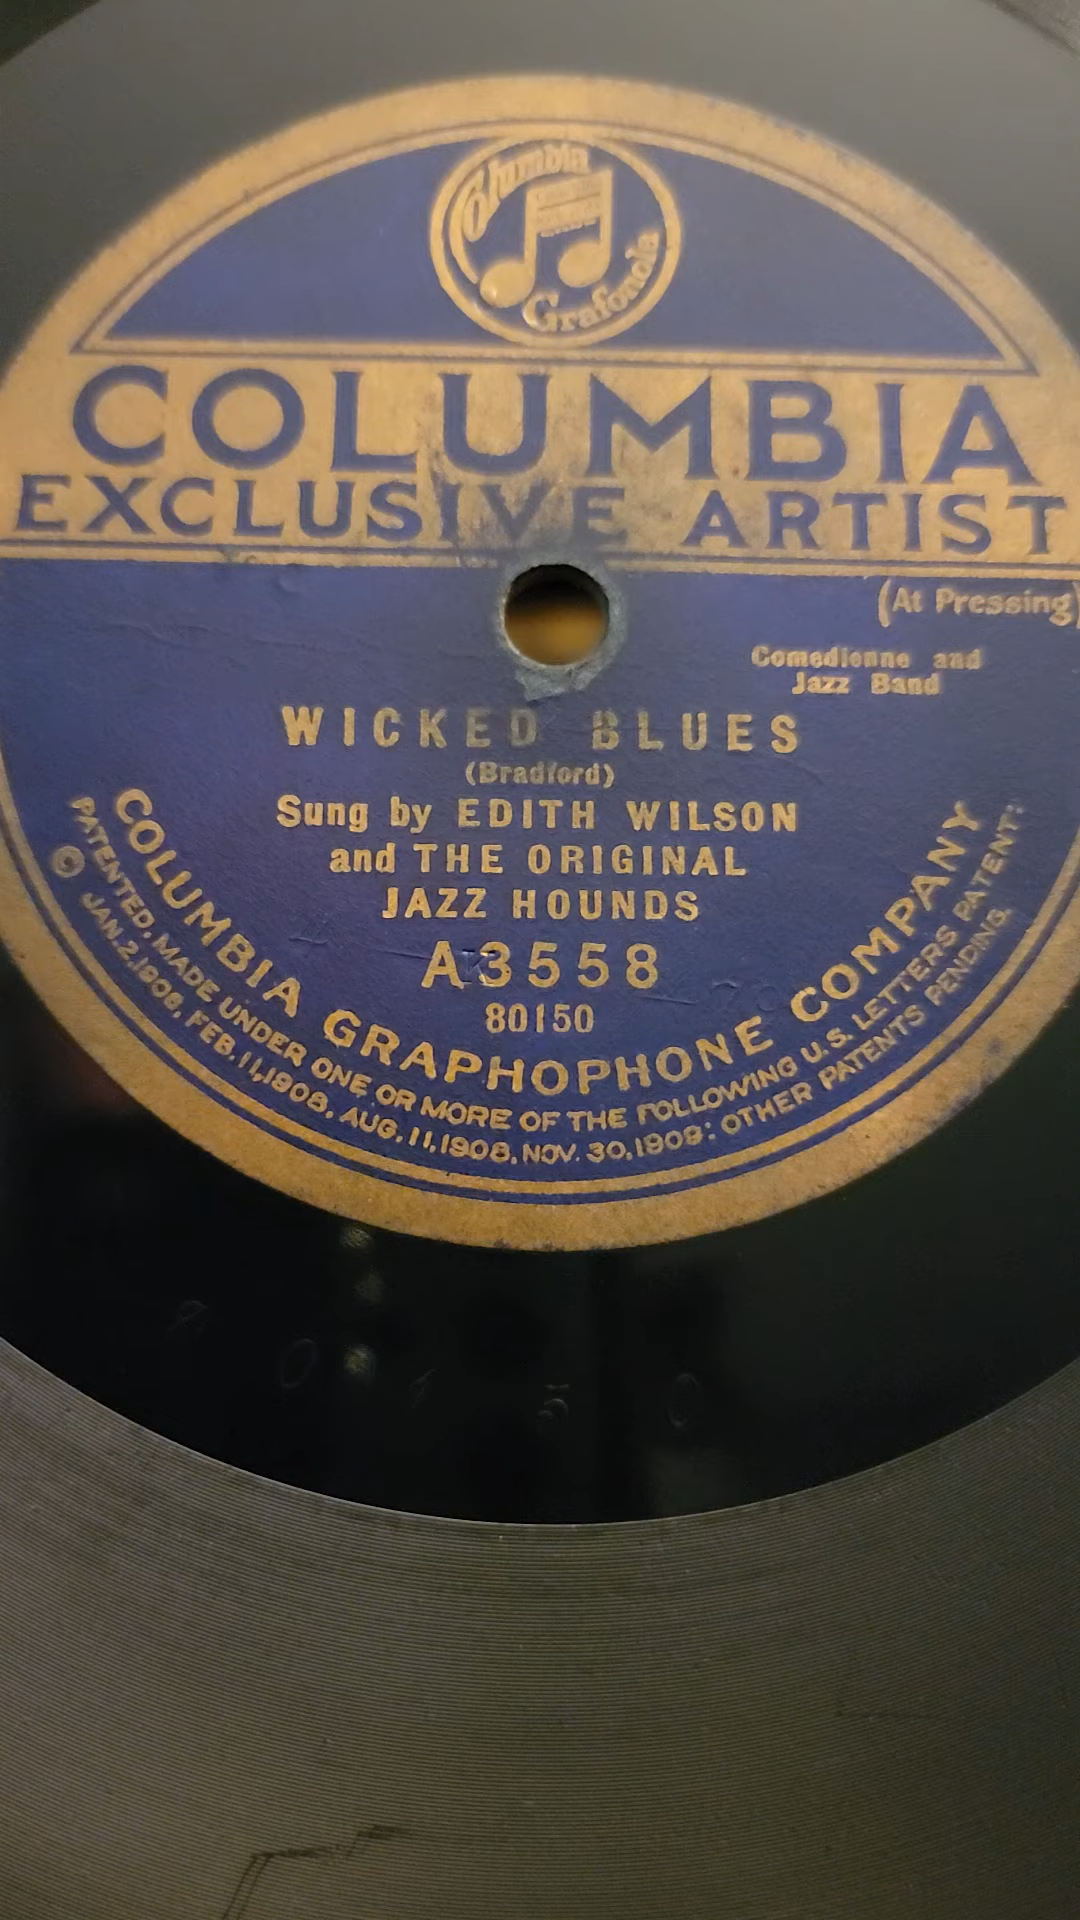 Columbia
Grafonola
COLUMBIA
EXCLUSIVE ARTIST
(At Pressing)
Comedienne and
Jazz Band
WICKED BLUES
(Bradford)
Sung by EDITH WILSON
and THE ORIGINAL
JAZZ HOUNDS
A3558
80150
COLUMBIA GRAPHOPHONE COMPANY
PATENTED. MADE UNDER ONE OR MORE OF THE FOLLOWING U.S. LETTERS PATENT:
© JAN.2,1906, FEB.11,1908, AUG.11,1908, NOV. 30,1909; OTHER PATENTS PENDING.
80150